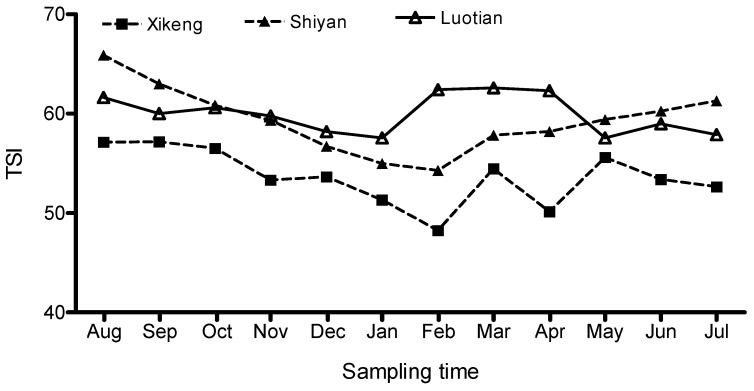 70
Xikeng
Shiyan
Luotian
60
TSI
50
40
Aug Sep Oct Nov Dec Jan Feb Mar Apr May Jun Jul
Sampling time